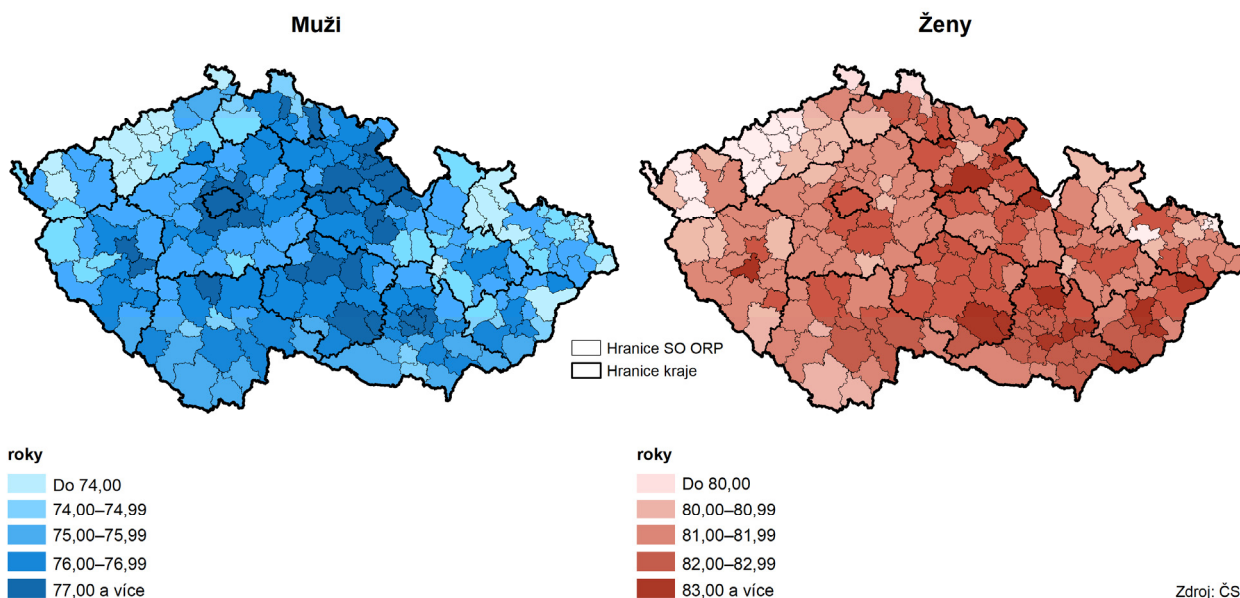 Muži
Ženy
Hranice SO ORP
Hranice kraje
roky
Do 74,00
74,00–74,99
75,00–75,99
76,00–76,99
77,00 a více
roky
Do 80,00
80,00–80,99
81,00–81,99
82,00–82,99
83,00 a více
Zdroj: ČS